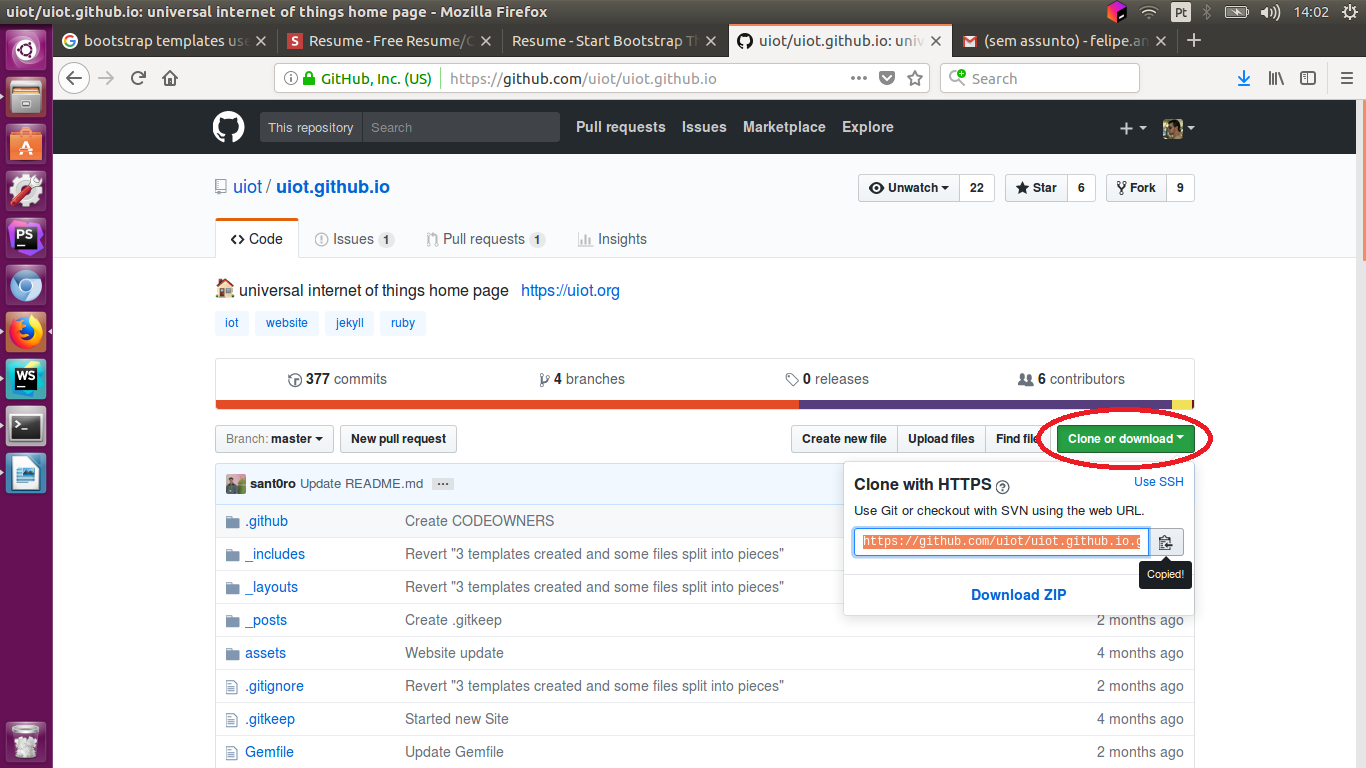 uiot/uiot.github.io: universal internet of things home page - Mozilla Firefox
Pt 14:02
bootstrap templates use
Resume - Free Resume/C
Resume - Start Bootstrap Th
uiot/uiot.github.io: univ
(sem assunto) - felipe.an
GitHub, Inc. (US) https://github.com/uiot/uiot.github.io
Search
This repository Search Pull requests Issues Marketplace Explore
uiot / uiot.github.io
Unwatch 22 Star 6 Fork 9
Code Issues 1 Pull requests 1 Insights
universal internet of things home page https://uiot.org
iot website jekyll ruby
377 commits 4 branches 0 releases 6 contributors
Branch: master New pull request Create new file Upload files Find file Clone or download
sant0ro Update README.md
Clone with HTTPS Use SSH
Use Git or checkout with SVN using the web URL.
https://github.com/uiot/uiot.github.io.g
Copied!
Download ZIP
.github Create CODEOWNERS
_includes Revert "3 templates created and some files split into pieces"
_layouts Revert "3 templates created and some files split into pieces"
_posts Create .gitkeep 2 months ago
assets Website update 4 months ago
.gitignore Revert "3 templates created and some files split into pieces" 2 months ago
.gitkeep Started new Site 4 months ago
Gemfile Update Gemfile 2 months ago
PS
WS